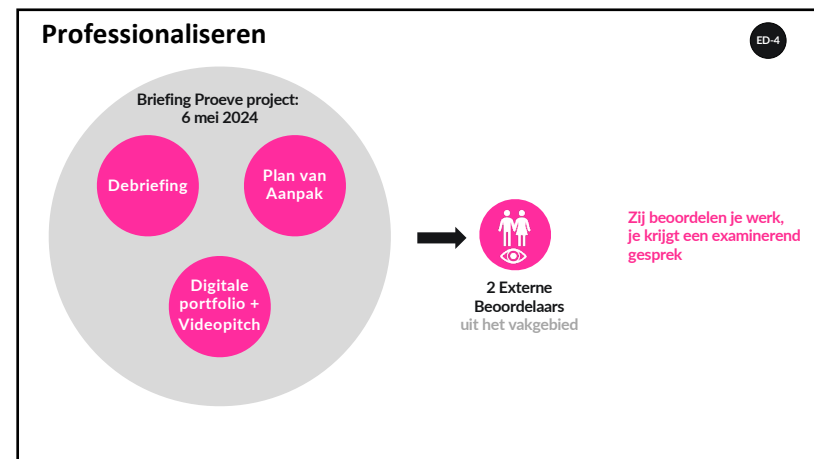 Professionaliseren
ED-4
Briefing Proeve project:
6 mei 2024
Debriefing
Plan van
Aanpak
Digitale
portfolio +
Videopitch
2 Externe
Beoordelaars
uit het vakgebied
Zij beoordelen je werk,
je krijgt een examinerend
gesprek